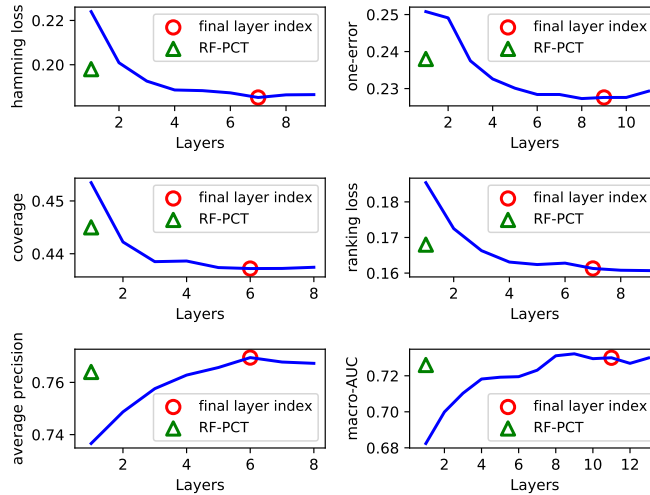 hamming loss
0.22
0.20
final layer index
RF-PCT
2
4
6
8
Layers
one-error
0.25
0.24
0.23
final layer index
RF-PCT
2
4
6
8
10
Layers
coverage
0.45
0.44
final layer index
RF-PCT
2
4
6
8
Layers
ranking loss
0.18
0.17
0.16
final layer index
RF-PCT
2
4
6
8
Layers
average precision
0.76
0.74
final layer index
RF-PCT
2
4
6
8
Layers
macro-AUC
0.72
0.70
0.68
final layer index
RF-PCT
2
4
6
8
10
12
Layers